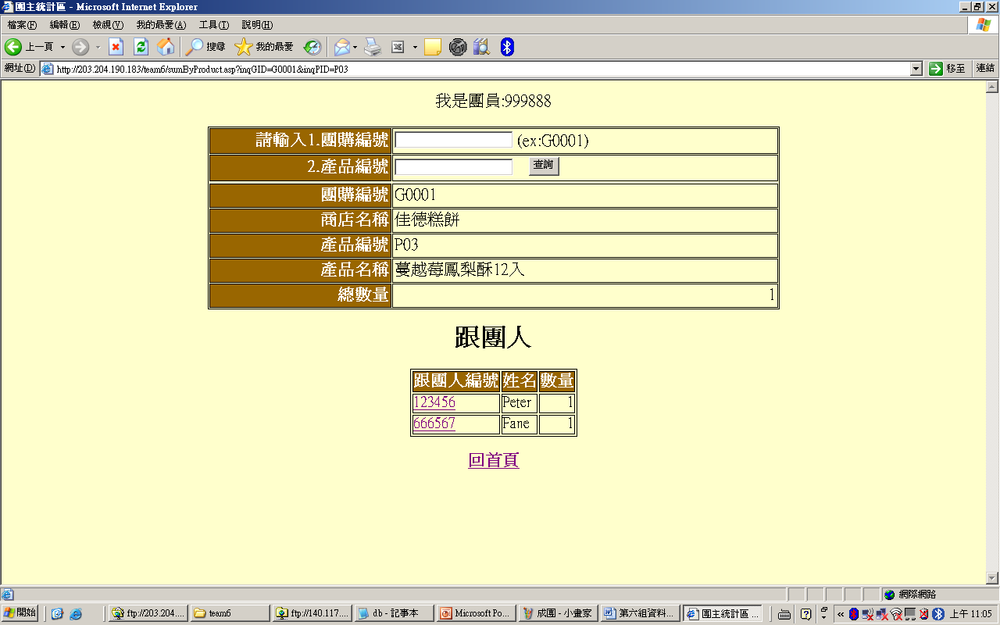 團主統計區 - Microsoft Internet Explorer
檔案(F) 編輯(E) 檢視(V) 我的最愛(A) 工具(T) 說明(H)
上一頁 搜尋 我的最愛
網址(D) http://203.204.190.183/team6/sumByProduct.asp?inqGID=G0001&inqPID=P03 移至 連結
我是團員:999888
請輸入1.團購編號 (ex:G0001)
2.產品編號 查詢
團購編號 G0001
商店名稱 佳德糕餅
產品編號 P03
產品名稱 蔓越莓鳳梨酥12入
總數量 1
跟團人
跟團人編號 姓名 數量
123456 Peter 1
666567 Fane 1
回首頁
網際網路
開始 ftp://203.204.... team6 ftp://140.117.... db - 記事本 Microsoft Po... 成團 - 小畫家 第六組資料... 團主統計區 ... 上午 11:05